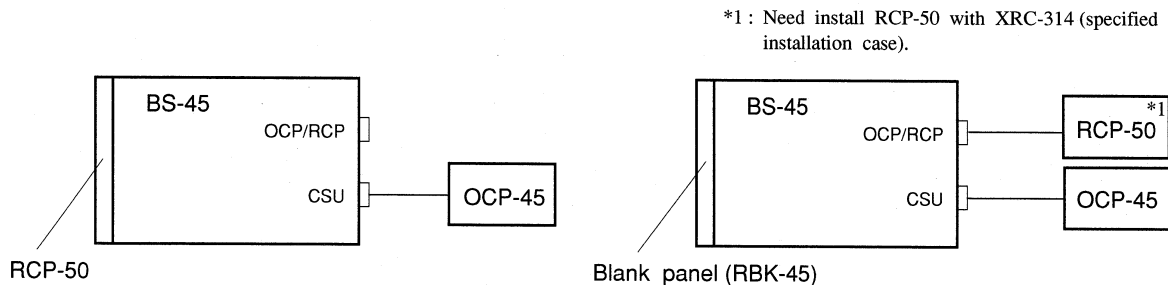 *1 : Need install RCP-50 with XRC-314 (specified
installation case).
BS-45
OCP/RCP
CSU
OCP-45
RCP-50
BS-45
OCP/RCP
CSU
*1
RCP-50
OCP-45
Blank panel (RBK-45)